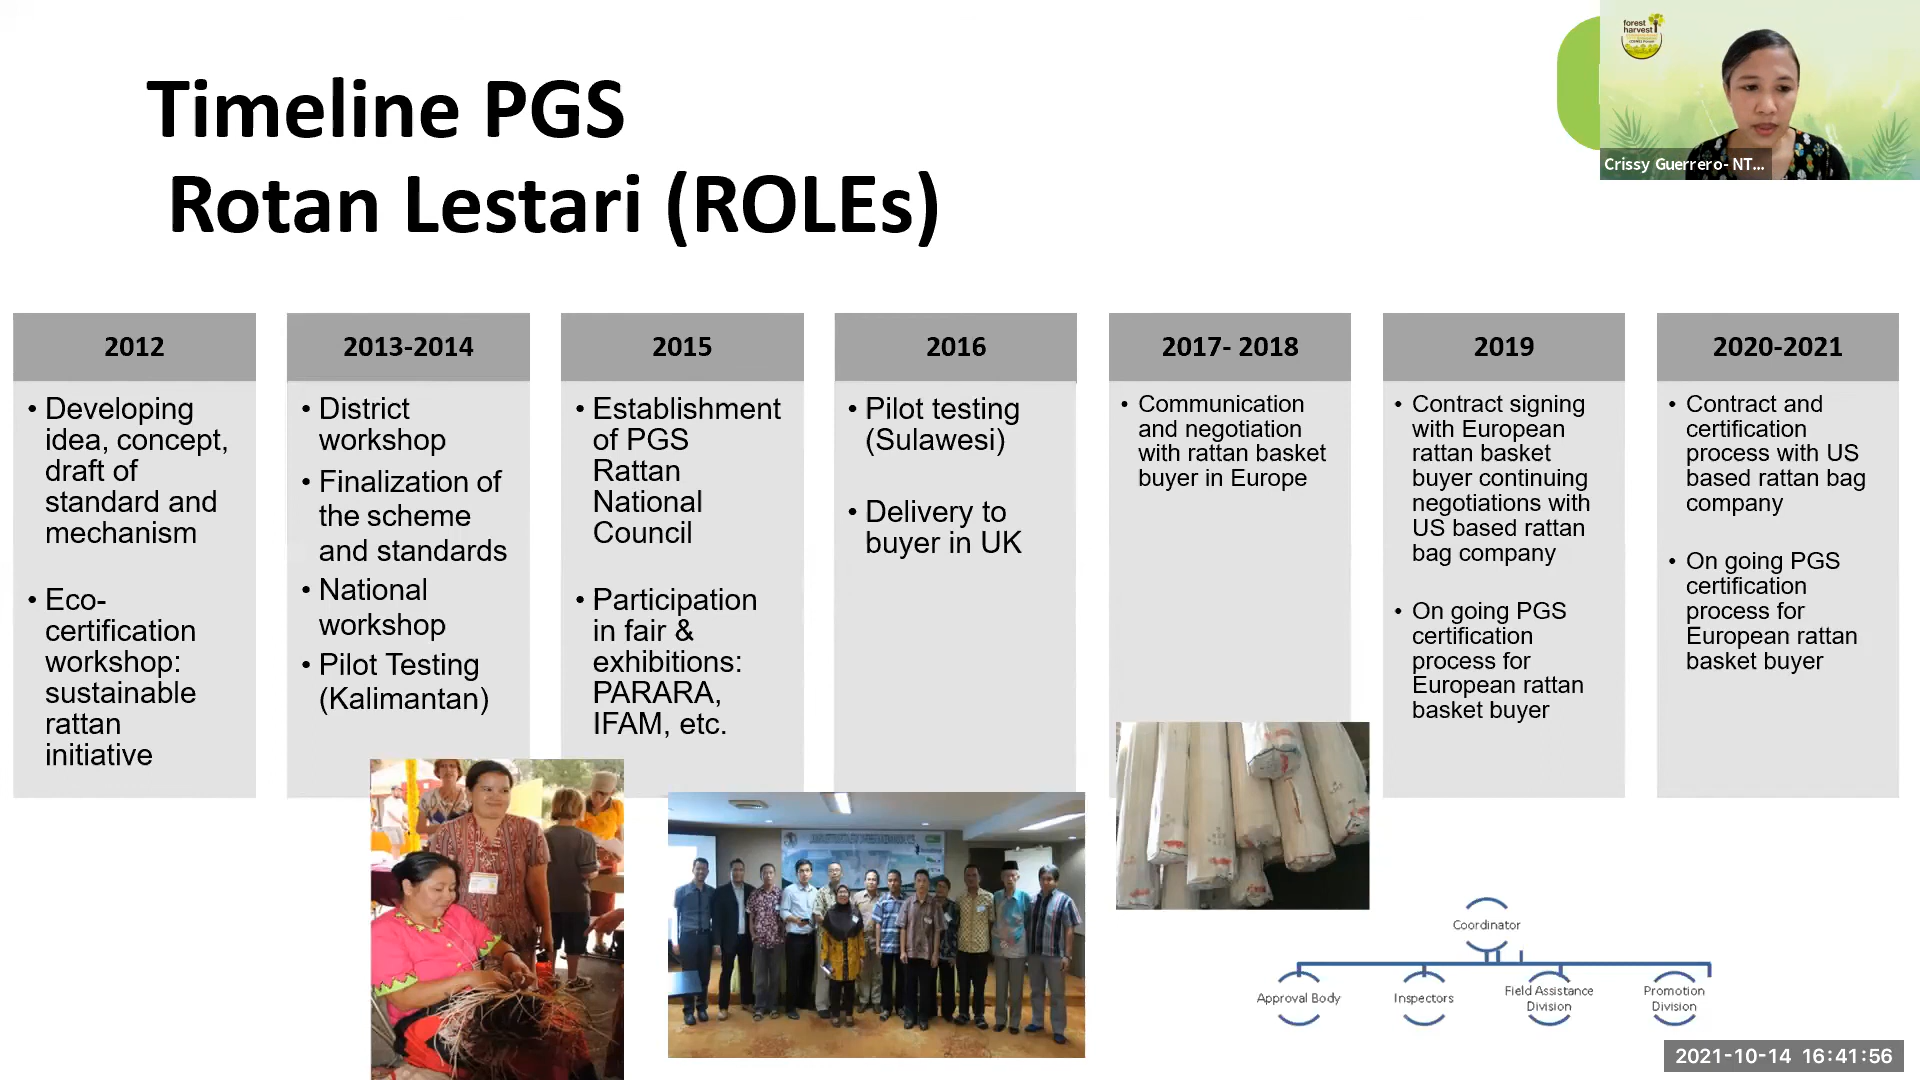 Timeline PGS
Rotan Lestari (ROLEs)
forest
harvest
Crissy Guerrero- NT...
2012
• Developing
idea, concept,
draft of
standard and
mechanism
• Eco-
certification
workshop:
sustainable
rattan
initiative
2013-2014
• District
workshop
• Finalization of
the scheme
and standards
• National
workshop
• Pilot Testing
(Kalimantan)
2015
• Establishment
of PGS
Rattan
National
Council
• Participation
in fair &
exhibitions:
PARARA,
IFAM, etc.
2016
• Pilot testing
(Sulawesi)
• Delivery to
buyer in UK
2017- 2018
• Communication
and negotiation
with rattan basket
buyer in Europe
2019
• Contract signing
with European
rattan basket
buyer continuing
negotiations with
US based rattan
bag company
• On going PGS
certification
process for
European rattan
basket buyer
2020-2021
• Contract and
certification
process with US
based rattan bag
company
• On going PGS
certification
process for
European rattan
basket buyer
Coordinator
Approval Body
Inspectors
Field Assistance
Division
Promotion
Division
2021-10-14 16:41:56